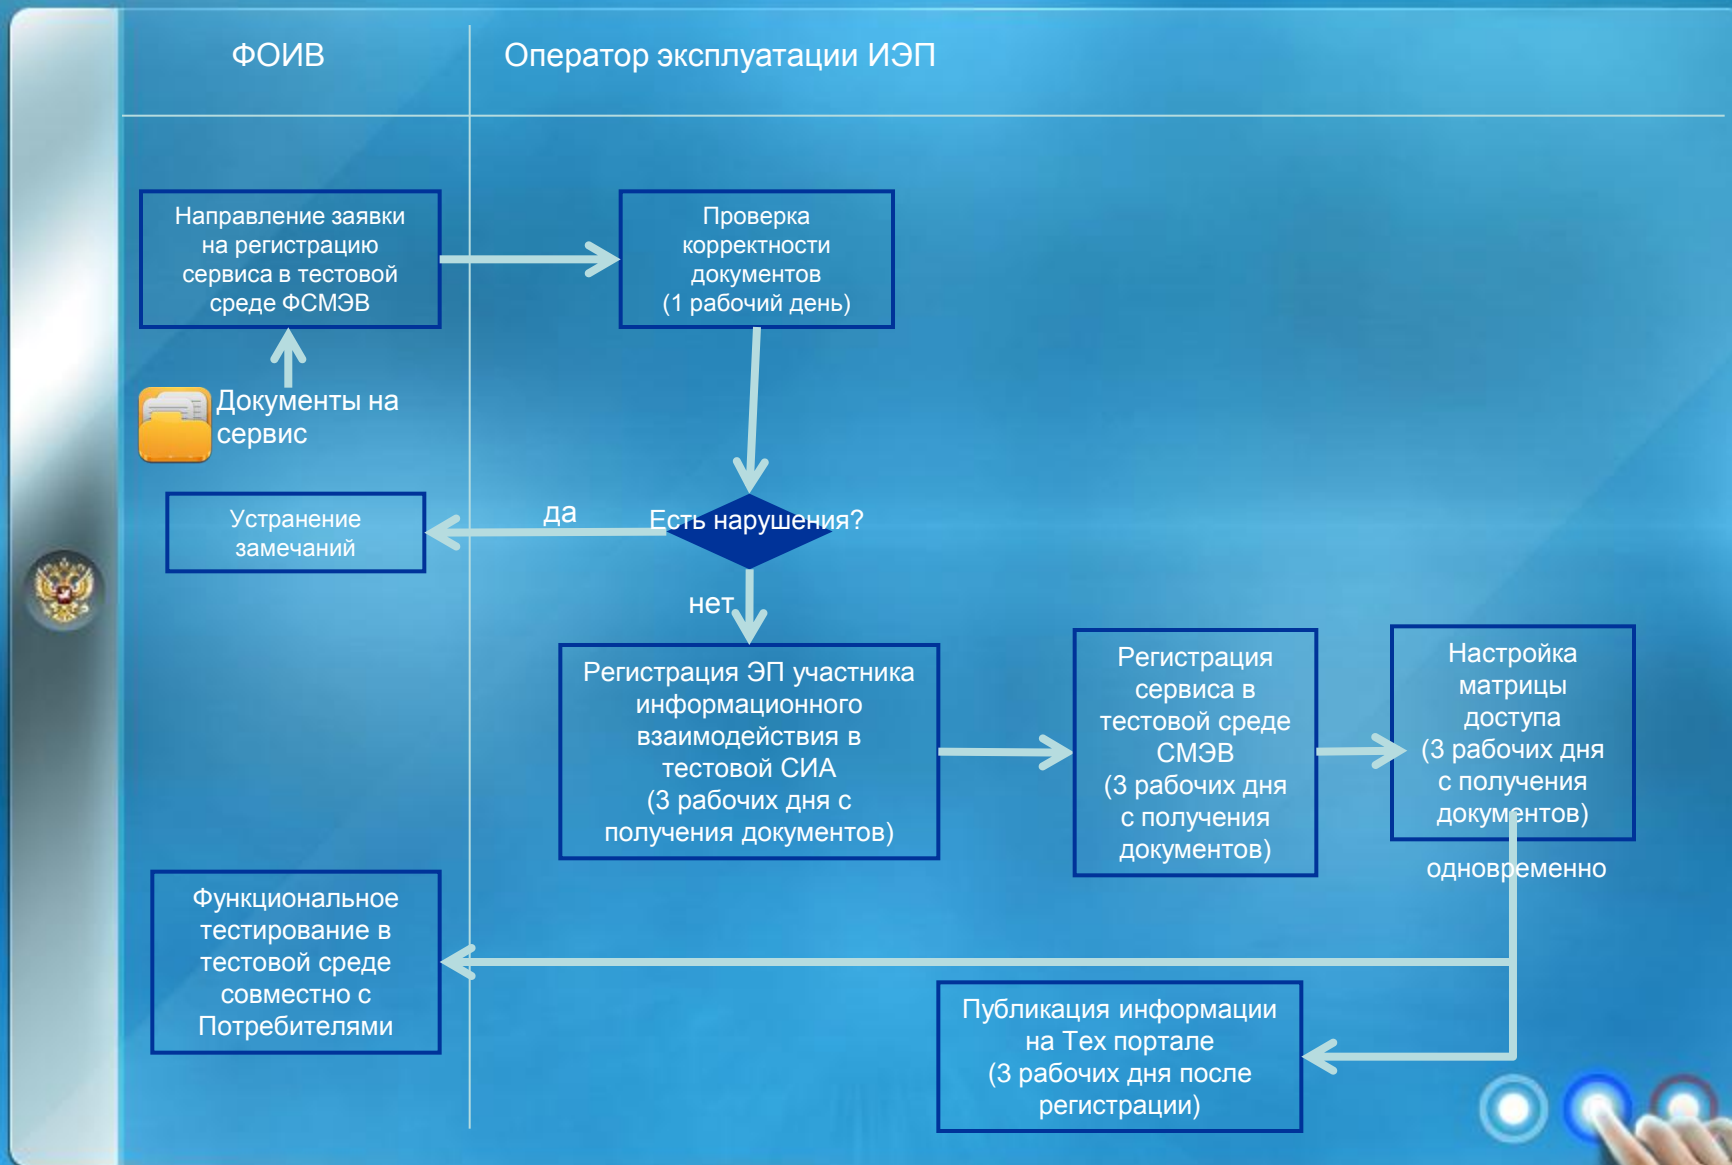 ФОИВ
Оператор эксплуатации ИЭП
Направление заявки
на регистрацию
сервиса в тестовой
среде ФСМЭВ
Проверка
корректности
документов
(1 рабочий день)
Документы на
сервис
Устранение
замечаний
да
Есть нарушения?
нет
Регистрация ЭП участника
информационного
взаимодействия в
тестовой СИА
(3 рабочих дня с
получения документов)
Регистрация
сервиса в
тестовой среде
СМЭВ
(3 рабочих дня
с получения
документов)
Настройка
матрицы
доступа
(3 рабочих дня
с получения
документов)
одновременно
Функциональное
тестирование в
тестовой среде
совместно с
Потребителями
Публикация информации
на Тех портале
(3 рабочих дня после
регистрации)